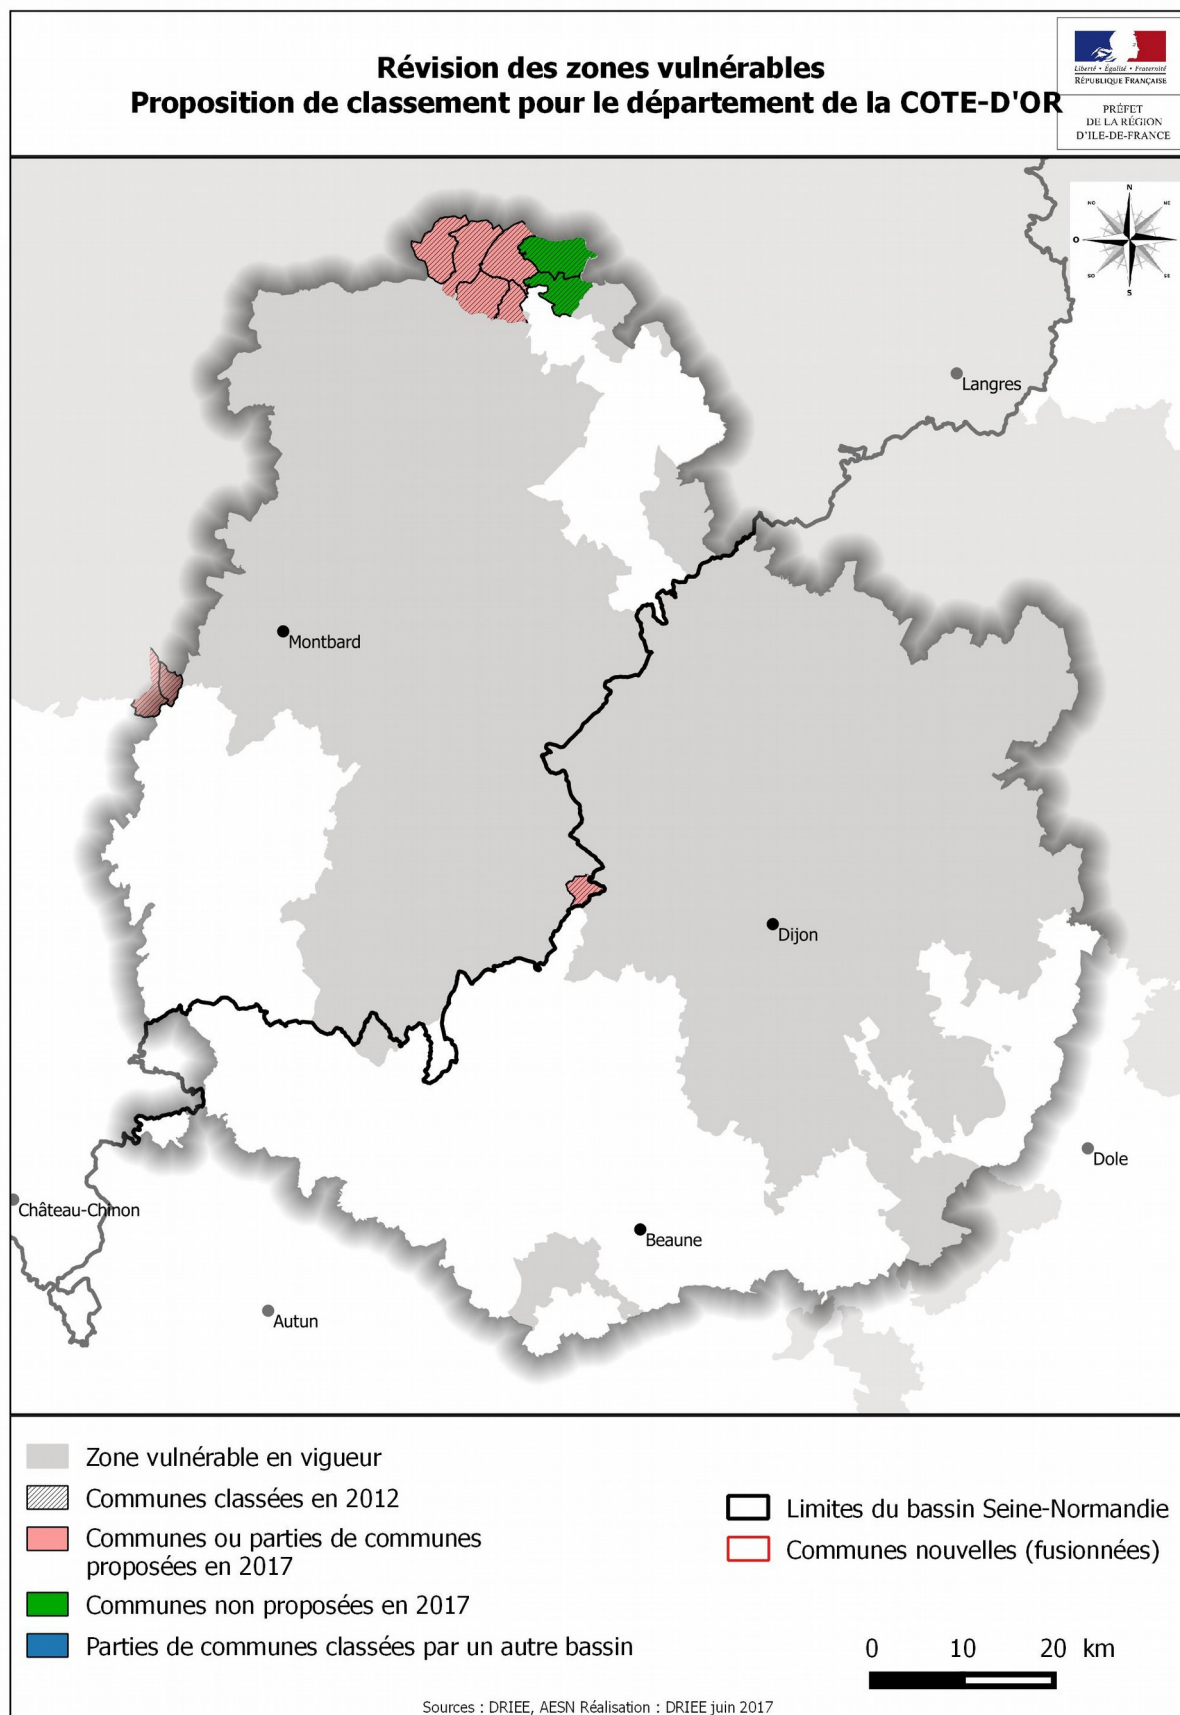 Révision des zones vulnérables
Proposition de classement pour le département de la COTE-D'OR
Liberté • Égalité • Fraternité
RÉPUBLIQUE FRANÇAISE
PRÉFET
DE LA RÉGION
D'ILE-DE-FRANCE
N
NO
NE
O
E
SO
SE
S
Langres
Montbard
Dijon
Dole
Château-Chinon
Beaune
Autun
Zone vulnérable en vigueur
Communes classées en 2012
Communes ou parties de communes
proposées en 2017
Communes non proposées en 2017
Parties de communes classées par un autre bassin
Limites du bassin Seine-Normandie
Communes nouvelles (fusionnées)
0 10 20 km
Sources : DRIEE, AESN Réalisation : DRIEE juin 2017